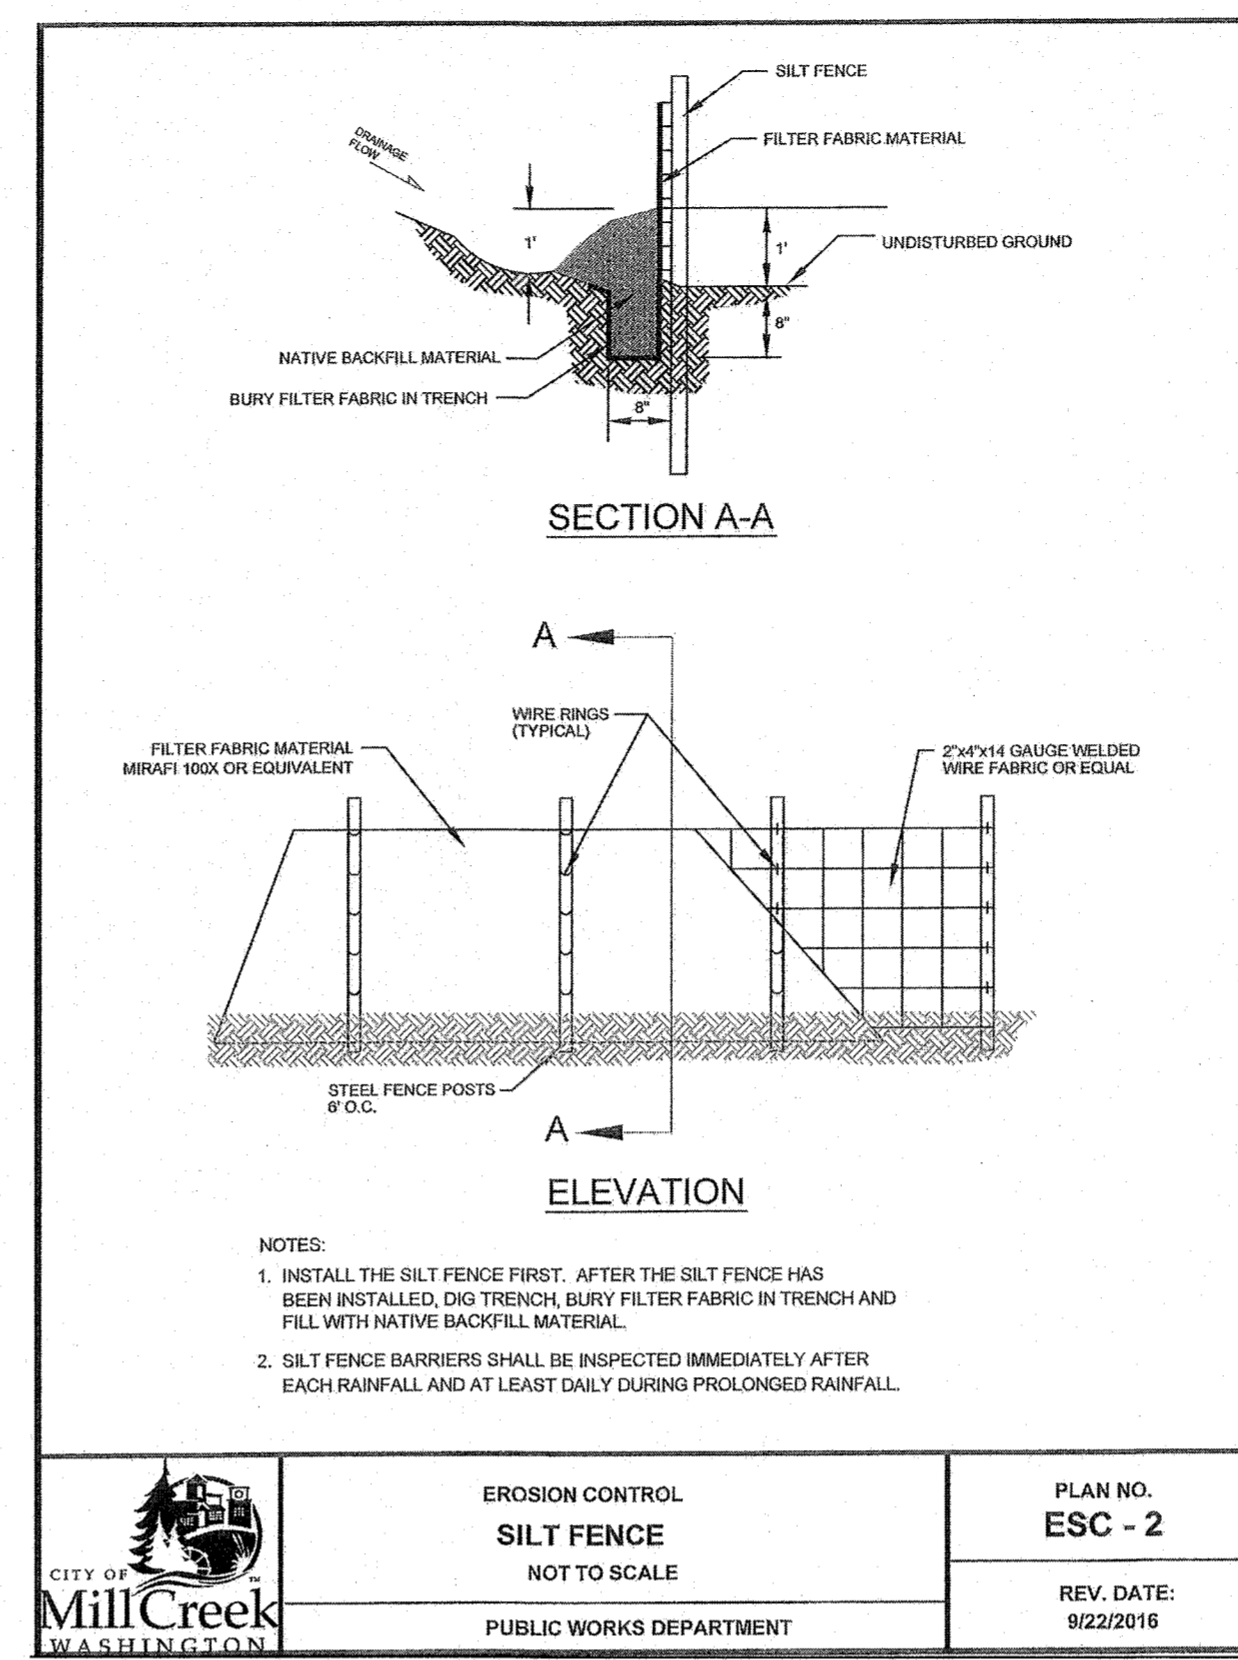 SILT FENCE
FILTER FABRIC MATERIAL
DRAINAGE
FLOW
1'
1'
UNDISTURBED GROUND
8"
NATIVE BACKFILL MATERIAL
BURY FILTER FABRIC IN TRENCH
8"
SECTION A-A
A
WIRE RINGS
(TYPICAL)
FILTER FABRIC MATERIAL
MIRAFI 100X OR EQUIVALENT
2"x4"x14 GAUGE WELDED
WIRE FABRIC OR EQUAL
STEEL FENCE POSTS
6' O.C.
A
ELEVATION
NOTES:
1. INSTALL THE SILT FENCE FIRST. AFTER THE SILT FENCE HAS
BEEN INSTALLED, DIG TRENCH, BURY FILTER FABRIC IN TRENCH AND
FILL WITH NATIVE BACKFILL MATERIAL.
2. SILT FENCE BARRIERS SHALL BE INSPECTED IMMEDIATELY AFTER
EACH RAINFALL AND AT LEAST DAILY DURING PROLONGED RAINFALL.
CITY OF
Mill Creek
WASHINGTON
TM
EROSION CONTROL
SILT FENCE
NOT TO SCALE
PUBLIC WORKS DEPARTMENT
PLAN NO.
ESC - 2
REV. DATE:
9/22/2016